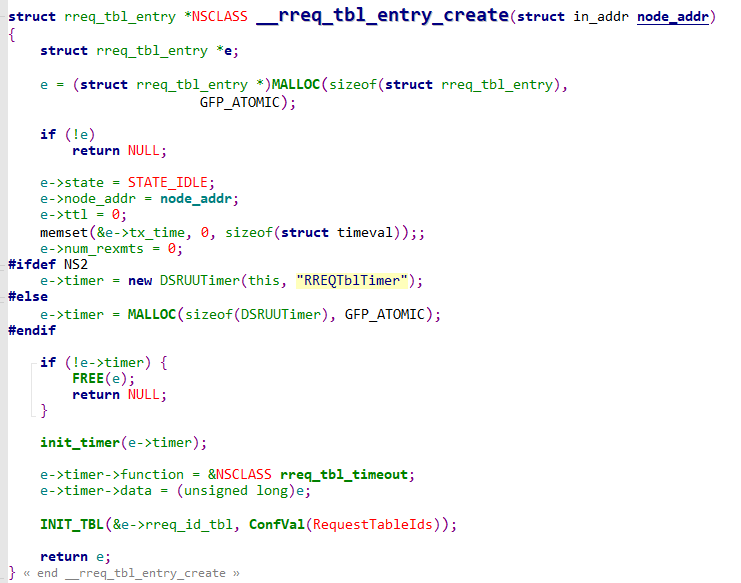 struct rreq_tbl_entry *NSCLASS __rreq_tbl_entry_create(struct in_addr node_addr)
{
    struct rreq_tbl_entry *e;

    e = (struct rreq_tbl_entry *)MALLOC(sizeof(struct rreq_tbl_entry),
                        GFP_ATOMIC);

    if (!e)
        return NULL;

    e->state = STATE_IDLE;
    e->node_addr = node_addr;
    e->ttl = 0;
    memset(&e->tx_time, 0, sizeof(struct timeval));;
    e->num_rexmts = 0;
#ifdef NS2
    e->timer = new DSRUUTimer(this, "RREQTblTimer");
#else
    e->timer = MALLOC(sizeof(DSRUUTimer), GFP_ATOMIC);
#endif

    if (!e->timer) {
        FREE(e);
        return NULL;
    }

    init_timer(e->timer);

    e->timer->function = &NSCLASS rreq_tbl_timeout;
    e->timer->data = (unsigned long)e;

    INIT_TBL(&e->rreq_id_tbl, ConfVal(RequestTableIds));

    return e;
} « end __rreq_tbl_entry_create »